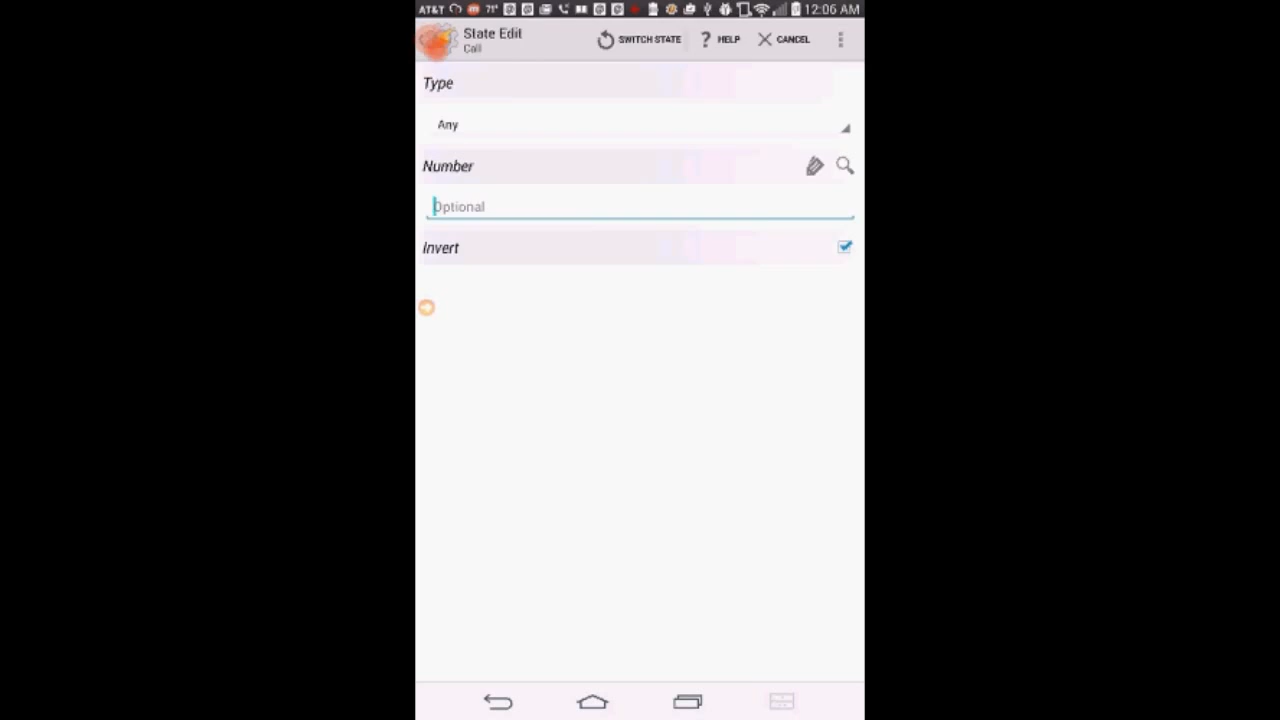 AT&T 71° 12:06 AM
State Edit
Call
SWITCH STATE ? HELP CANCEL
Type
Any
Number
Optional
Invert